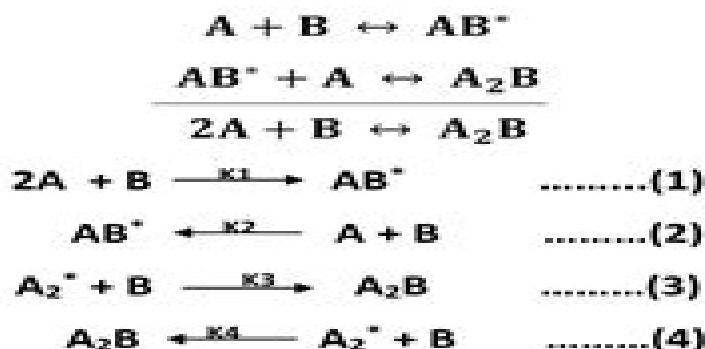 A + B ↔ AB*
AB* + A ↔ A₂B
2A + B ↔ A₂B
2A + B —K1→ AB* .........(1)
AB* ←K2— A + B .........(2)
A₂* + B —K3→ A₂B .........(3)
A₂B ←K4— A₂* + B .........(4)